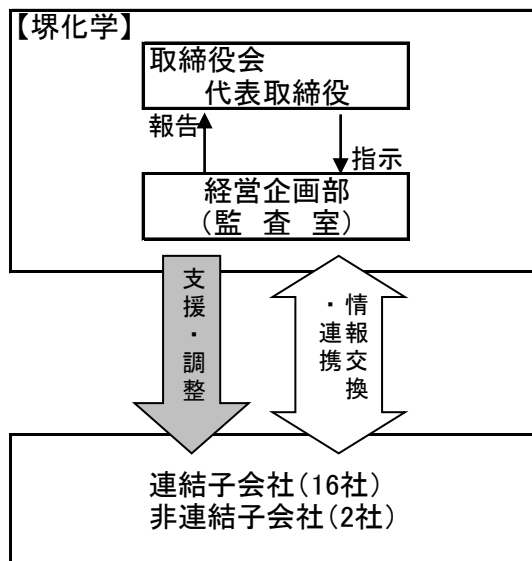 【堺化学】
取締役会
代表取締役
報告
指示
経営企画部
(監　査　室)
支援・調整
情報交換
・連携
連結子会社(16社)
非連結子会社(2社)